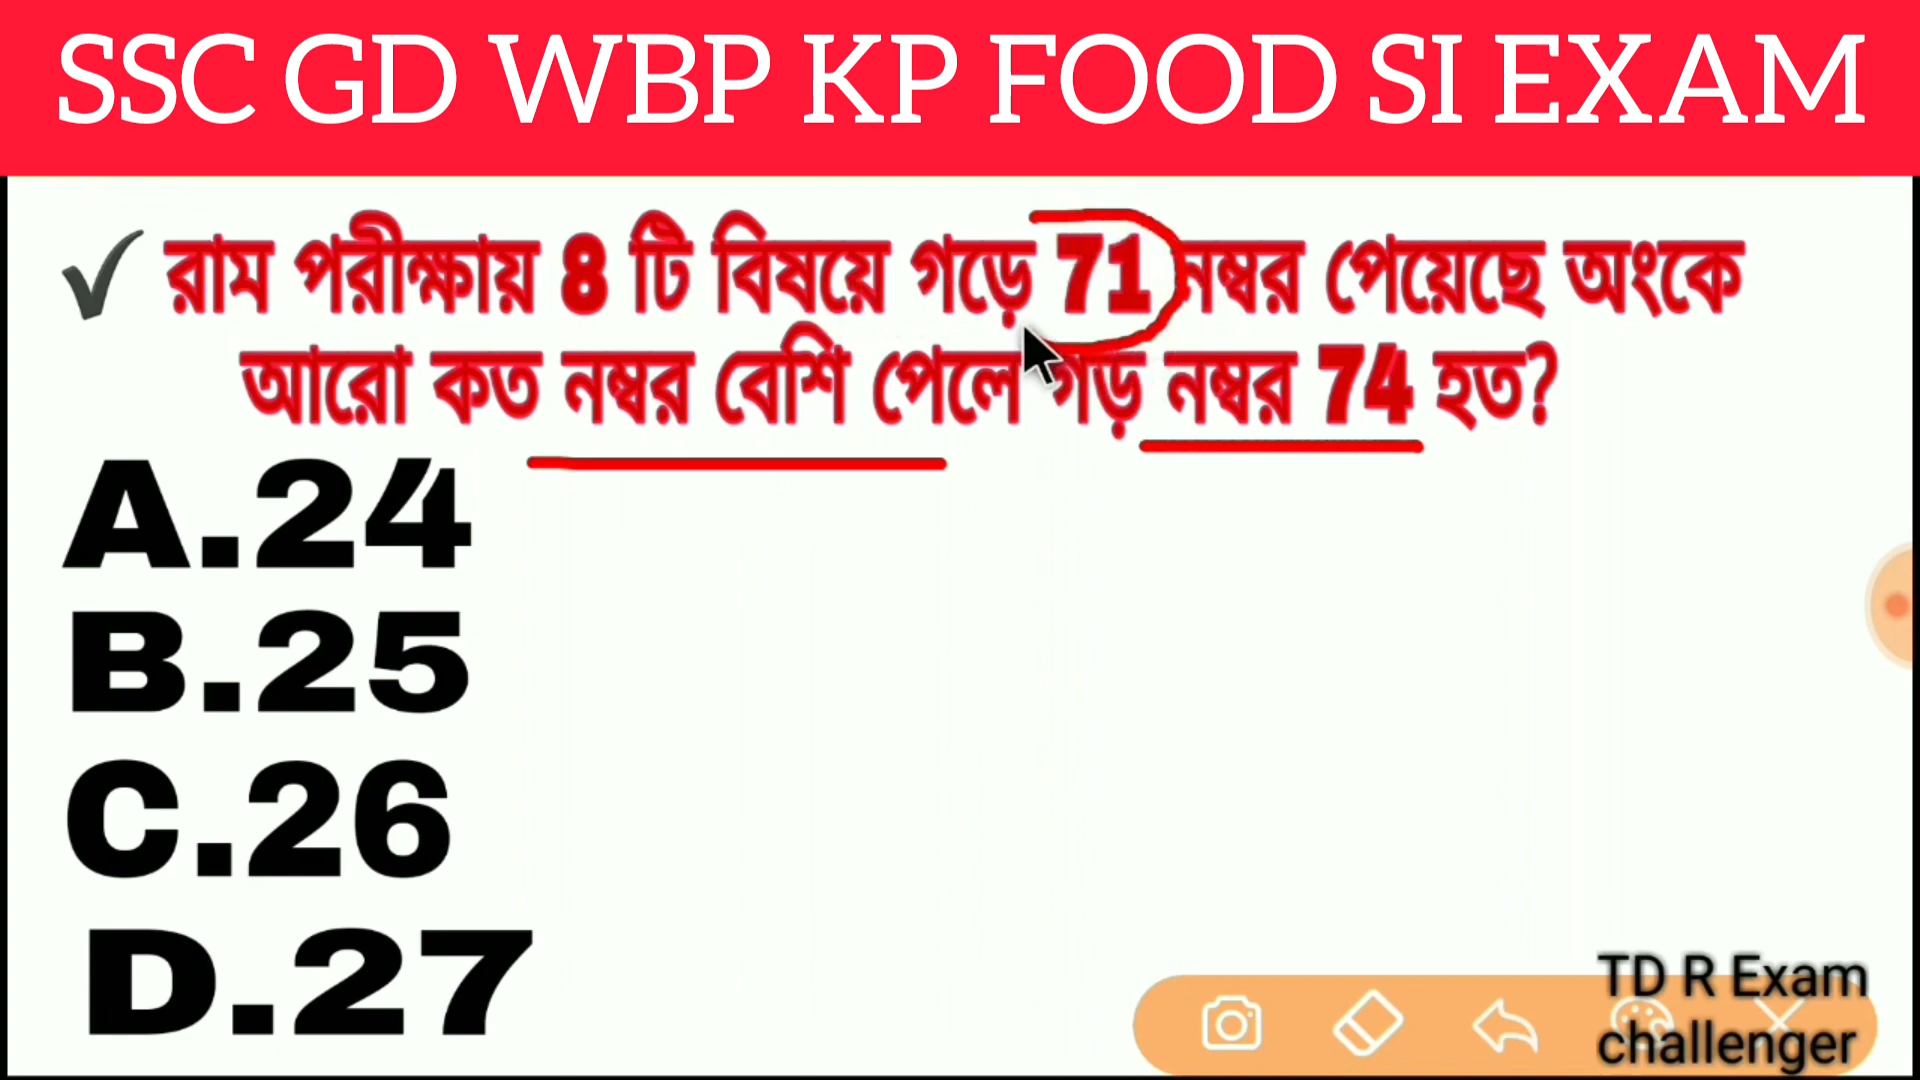 SSC GD WBP KP FOOD SI EXAM
✓ রাম পরীক্ষায় 8 টি বিষয়ে গড়ে 71 নম্বর পেয়েছে অংকে
আরো কত নম্বর বেশি পেলে গড় নম্বর 74 হত?
A.24
B.25
C.26
D.27
TD R Exam
challenger